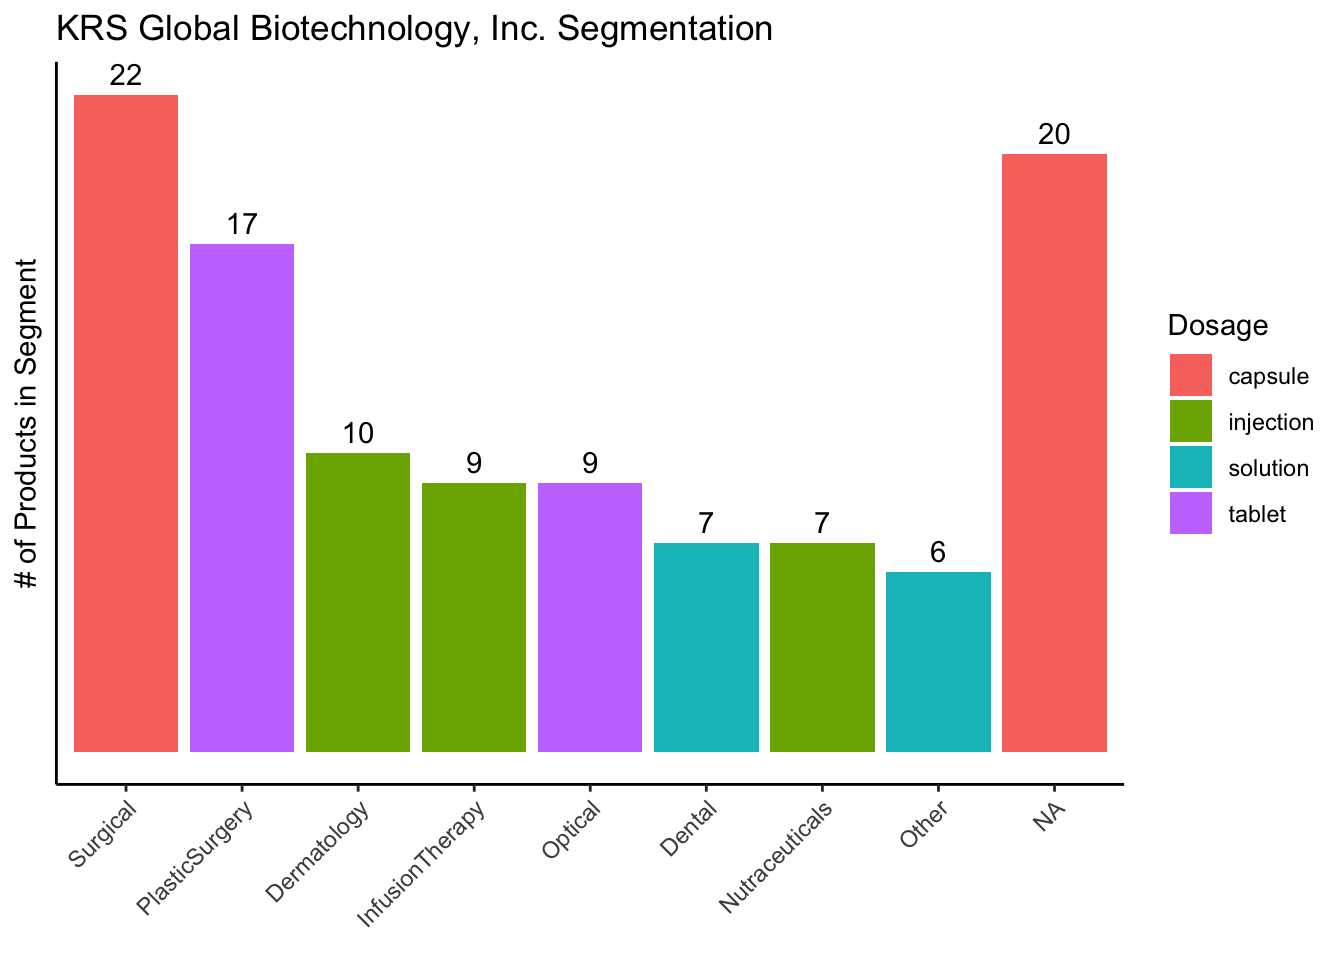 KRS Global Biotechnology, Inc. Segmentation
# of Products in Segment
22
17
10
9
9
7
7
6
20
Surgical
PlasticSurgery
Dermatology
InfusionTherapy
Optical
Dental
Nutraceuticals
Other
NA
Dosage
capsule
injection
solution
tablet